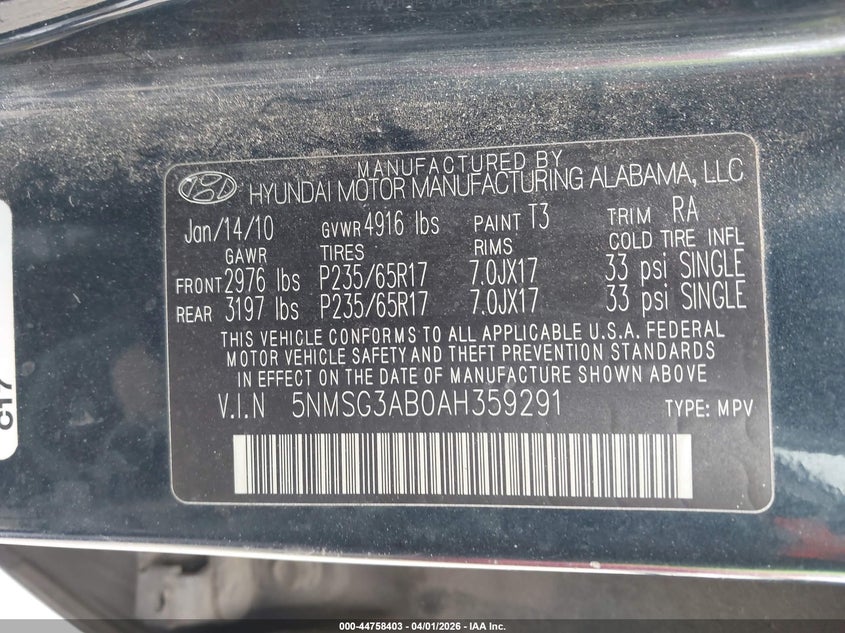 MANUFACTURED BY
HYUNDAI MOTOR MANUFACTURING ALABAMA, LLC
Jan/14/10 GVWR 4916 lbs PAINT T3 TRIM RA
GAWR TIRES RIMS COLD TIRE INFL
FRONT 2976 lbs P235/65R17 7.0JX17 33 psi SINGLE
REAR 3197 lbs P235/65R17 7.0JX17 33 psi SINGLE
THIS VEHICLE CONFORMS TO ALL APPLICABLE U.S.A. FEDERAL
MOTOR VEHICLE SAFETY AND THEFT PREVENTION STANDARDS
IN EFFECT ON THE DATE OF MANUFACTURE SHOWN ABOVE
V.I.N 5NMSG3AB0AH359291 TYPE: MPV
C17
000-44758403 - 04/01/2026 - IAA Inc.